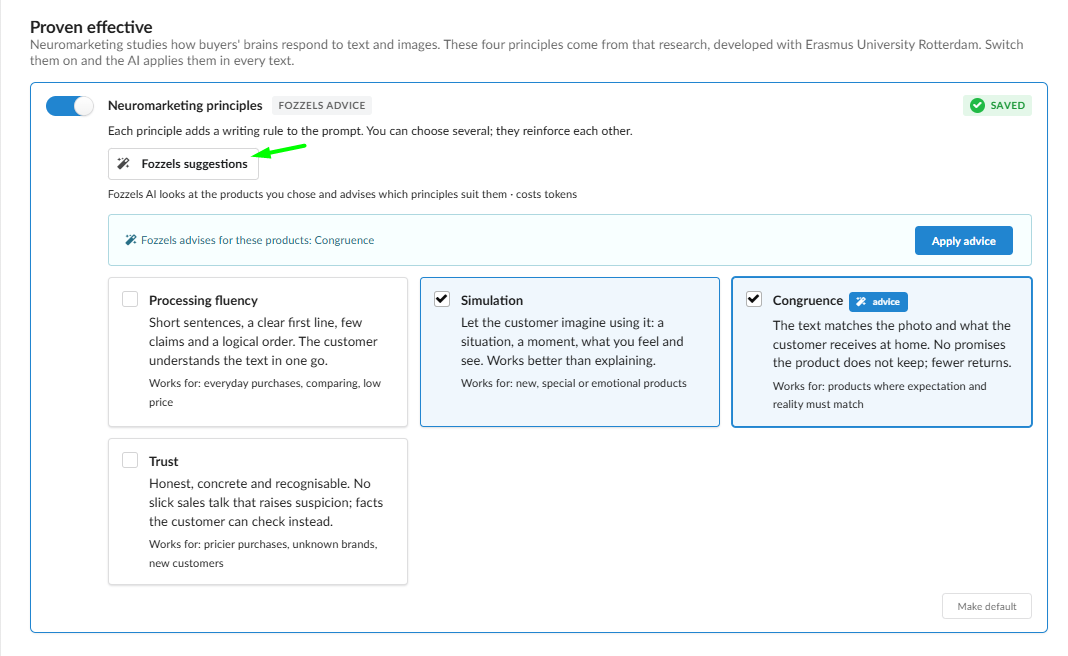 Proven effective
Neuromarketing studies how buyers' brains respond to text and images. These four principles come from that research, developed with Erasmus University Rotterdam. Switch
them on and the AI applies them in every text.
Neuromarketing principles FOZZELS ADVICE SAVED
Each principle adds a writing rule to the prompt. You can choose several; they reinforce each other.
Fozzels suggestions
Fozzels AI looks at the products you chose and advises which principles suit them · costs tokens
Fozzels advises for these products: Congruence Apply advice
Processing fluency
Short sentences, a clear first line, few
claims and a logical order. The customer
understands the text in one go.
Works for: everyday purchases, comparing, low
price
Simulation
Let the customer imagine using it: a
situation, a moment, what you feel and
see. Works better than explaining.
Works for: new, special or emotional products
Congruence advice
The text matches the photo and what the
customer receives at home. No promises
the product does not keep; fewer returns.
Works for: products where expectation and
reality must match
Trust
Honest, concrete and recognisable. No
slick sales talk that raises suspicion; facts
the customer can check instead.
Works for: pricier purchases, unknown brands,
new customers
Make default